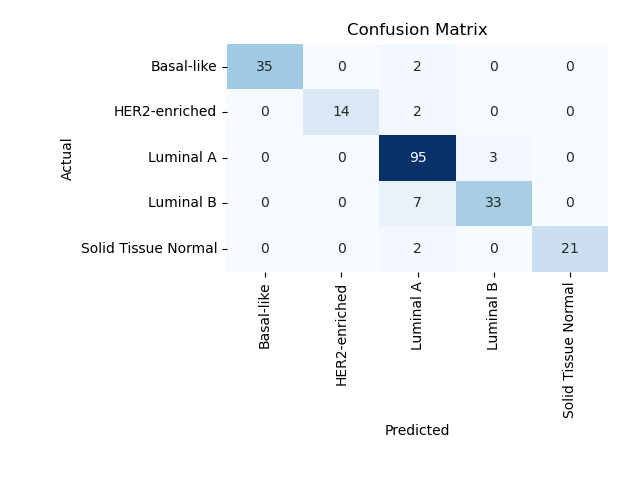 Confusion Matrix
Actual
Basal-like 35 0 2 0 0
HER2-enriched 0 14 2 0 0
Luminal A 0 0 95 3 0
Luminal B 0 0 7 33 0
Solid Tissue Normal 0 0 2 0 21
Basal-like HER2-enriched Luminal A Luminal B Solid Tissue Normal
Predicted